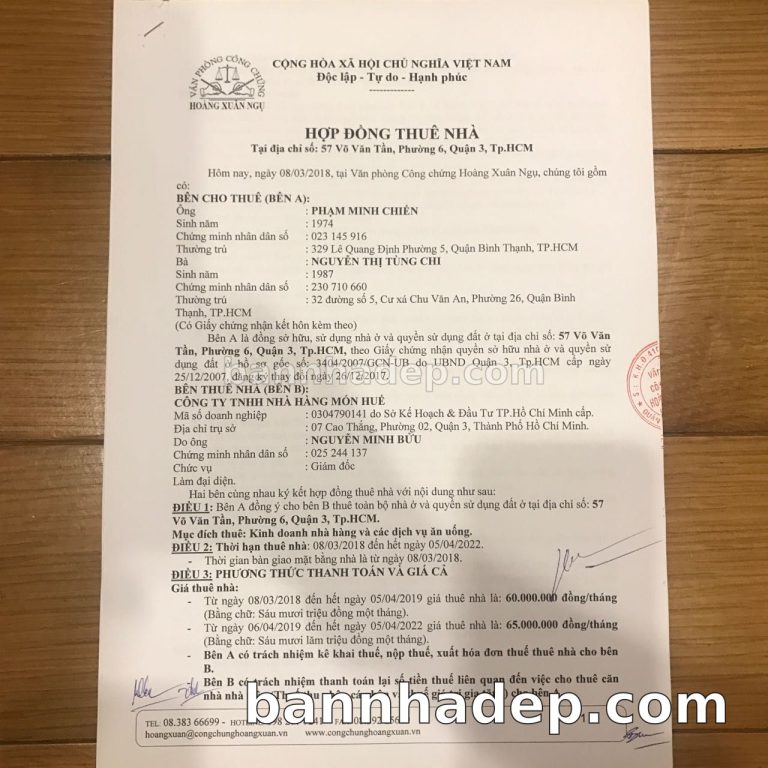 VĂN PHÒNG CÔNG CHỨNG
HOÀNG XUÂN NGỤ
CỘNG HÒA XÃ HỘI CHỦ NGHĨA VIỆT NAM
Độc lập - Tự do - Hạnh phúc
-------------
HỢP ĐỒNG THUÊ NHÀ
Tại địa chỉ số: 57 Võ Văn Tần, Phường 6, Quận 3, Tp.HCM
Hôm nay, ngày 08/03/2018, tại Văn phòng Công chứng Hoàng Xuân Ngụ, chúng tôi gồm
có:
BÊN CHO THUÊ (BÊN A):
Ông : PHẠM MINH CHIẾN
Sinh năm : 1974
Chứng minh nhân dân số : 023 145 916
Thường trú : 329 Lê Quang Định Phường 5, Quận Bình Thạnh, TP.HCM
Bà : NGUYỄN THỊ TÙNG CHI
Sinh năm : 1987
Chứng minh nhân dân số : 230 710 660
Thường trú : 32 đường số 5, Cư xá Chu Văn An, Phường 26, Quận Bình
Thạnh, TP.HCM
(Có Giấy chứng nhận kết hôn kèm theo)
Bên A là đồng sở hữu, sử dụng nhà ở và quyền sử dụng đất ở tại địa chỉ số: 57 Võ Văn
Tần, Phường 6, Quận 3, Tp.HCM, theo Giấy chứng nhận quyền sở hữu nhà ở và quyền sử
dụng đất ở hồ sơ gốc số: 3404/2007/GCN-UB do UBND Quận 3, Tp.HCM cấp ngày
25/12/2007, đăng ký thay đổi ngày 26/12/2017.
bannhadep.com
BÊN THUÊ NHÀ (BÊN B):
CÔNG TY TNHH NHÀ HÀNG MÓN HUẾ
Mã số doanh nghiệp : 0304790141 do Sở Kế Hoạch & Đầu Tư TP.Hồ Chí Minh cấp.
Địa chỉ trụ sở : 07 Cao Thắng, Phường 02, Quận 3, Thành Phố Hồ Chí Minh.
Do ông : NGUYỄN MINH BỬU
Chứng minh nhân dân số : 025 244 137
Chức vụ : Giám đốc
Làm đại diện.
Hai bên cùng nhau ký kết hợp đồng thuê nhà với nội dung như sau:
ĐIỀU 1: Bên A đồng ý cho bên B thuê toàn bộ nhà ở và quyền sử dụng đất ở tại địa chỉ số: 57
Võ Văn Tần, Phường 6, Quận 3, Tp.HCM.
Mục đích thuê: Kinh doanh nhà hàng và các dịch vụ ăn uống.
ĐIỀU 2: Thời hạn thuê nhà: 08/03/2018 đến hết ngày 05/04/2022.
- Thời gian bàn giao mặt bằng nhà là từ ngày 08/03/2018.
ĐIỀU 3: PHƯƠNG THỨC THANH TOÁN VÀ GIÁ CẢ
Giá thuê nhà:
- Từ ngày 08/03/2018 đến hết ngày 05/04/2019 giá thuê nhà là: 60.000.000 đồng/tháng
(Bằng chữ: Sáu mươi triệu đồng một tháng).
- Từ ngày 06/04/2019 đến hết ngày 05/04/2022 giá thuê nhà là: 65.000.000 đồng/tháng
(Bằng chữ: Sáu mươi lăm triệu đồng một tháng).
- Bên A có trách nhiệm kê khai thuế, nộp thuế, xuất hóa đơn thuế thuê nhà cho bên
B.
Bên B có trách nhiệm thanh toán lại số tiền thuế liên quan đến việc cho thuê căn
nhà cho bên A.
bannhadep.com
TEL: 08.383 66699 -
hoangxuan@congchunghoangxuan.vn www.congchunghoangxuan.vn